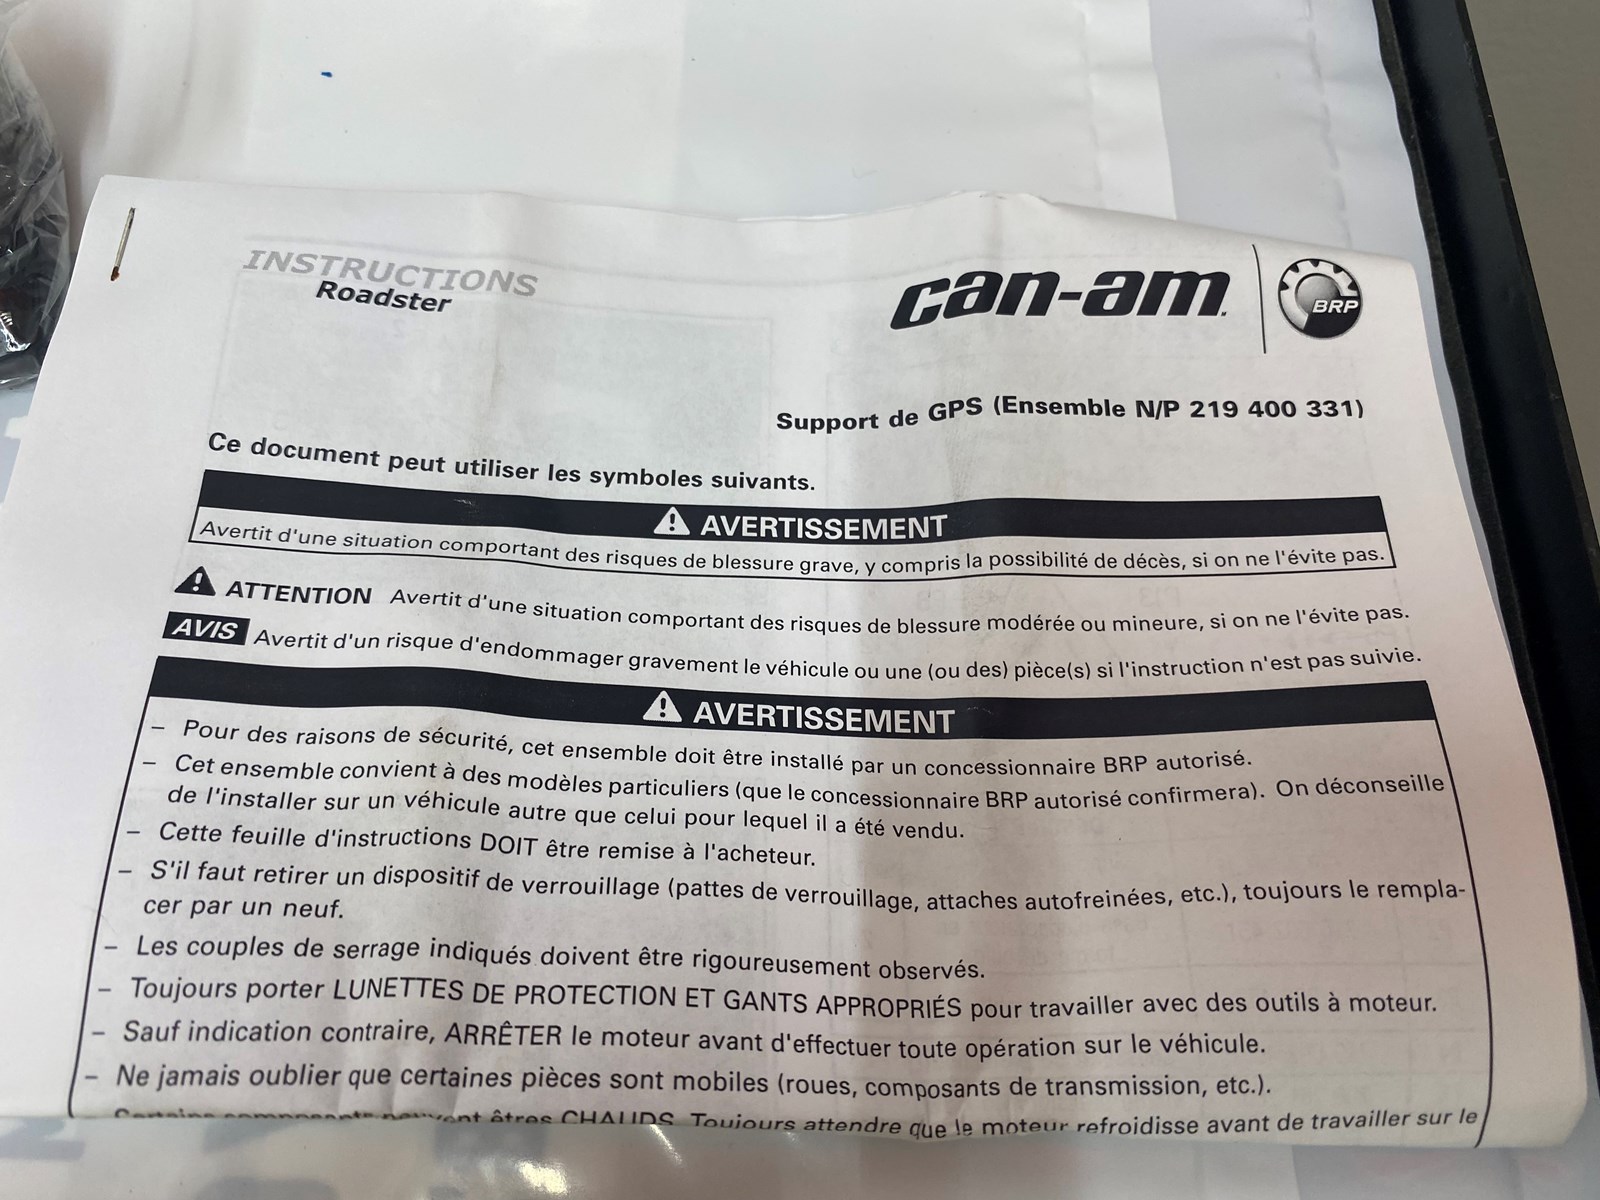 INSTRUCTIONS
Roadster
can-am.
BRP
Support de GPS (Ensemble N/P 219 400 331)
Ce document peut utiliser les symboles suivants.
AVERTISSEMENT
Avertit d'une situation comportant des risques de blessure grave, y compris la possibilité de décès, si on ne l'évite pas.
ATTENTION Avertit d'une situation comportant des risques de blessure modérée ou mineure, si on ne l'évite pas.
AVIS Avertit d'un risque d'endommager gravement le véhicule ou une (ou des) pièce(s) si l'instruction n'est pas suivie.
AVERTISSEMENT
– Pour des raisons de sécurité, cet ensemble doit être installé par un concessionnaire BRP autorisé.
– Cet ensemble convient à des modèles particuliers (que le concessionnaire BRP autorisé confirmera). On déconseille
de l'installer sur un véhicule autre que celui pour lequel il a été vendu.
– Cette feuille d'instructions DOIT être remise à l'acheteur.
– S'il faut retirer un dispositif de verrouillage (pattes de verrouillage, attaches autofreinées, etc.), toujours le rempla-
cer par un neuf.
– Les couples de serrage indiqués doivent être rigoureusement observés.
– Toujours porter LUNETTES DE PROTECTION ET GANTS APPROPRIÉS pour travailler avec des outils à moteur.
– Sauf indication contraire, ARRÊTER le moteur avant d'effectuer toute opération sur le véhicule.
– Ne jamais oublier que certaines pièces sont mobiles (roues, composants de transmission, etc.).
Certains composants peuvent êtres CHAUDS. Toujours attendre que le moteur refroidisse avant de travailler sur le